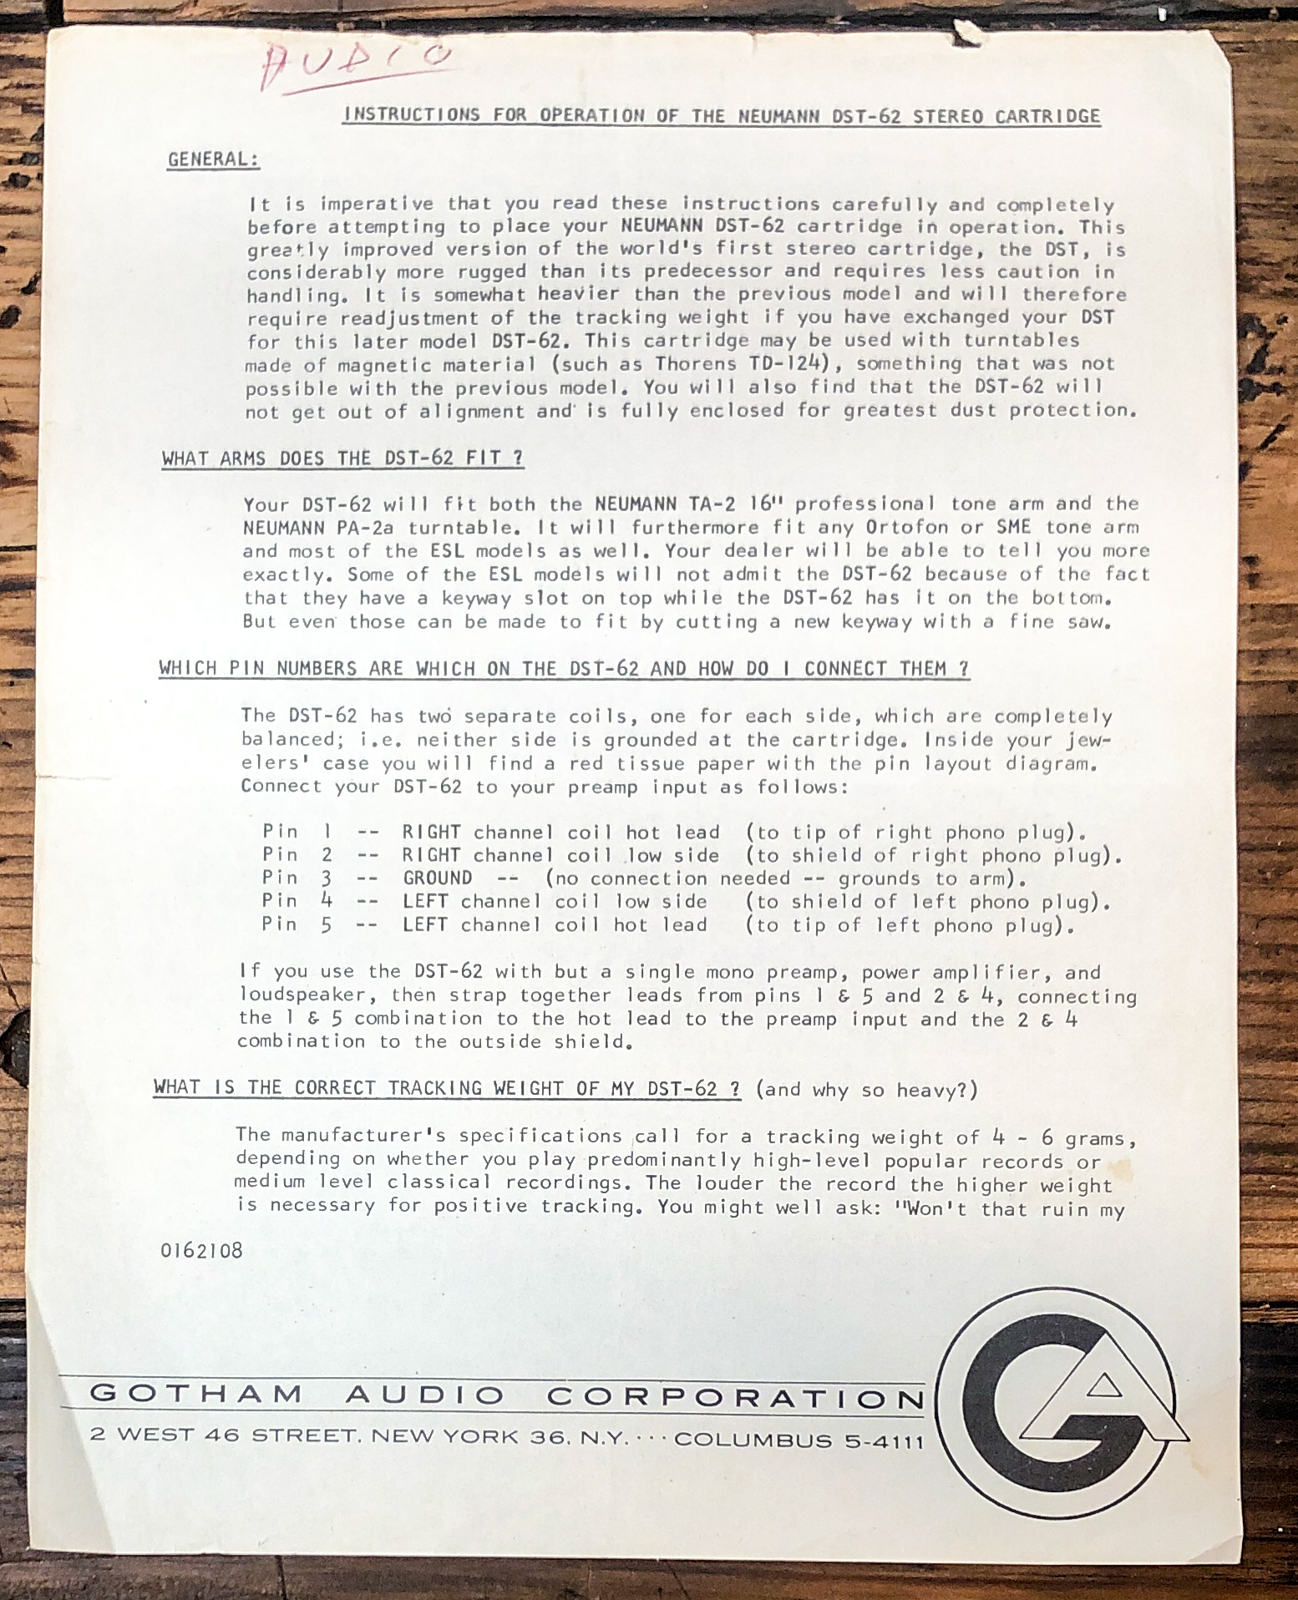 AUDIO
INSTRUCTIONS FOR OPERATION OF THE NEUMANN DST-62 STEREO CARTRIDGE
GENERAL:
It is imperative that you read these instructions carefully and completely
before attempting to place your NEUMANN DST-62 cartridge in operation. This
greatly improved version of the world's first stereo cartridge, the DST, is
considerably more rugged than its predecessor and requires less caution in
handling. It is somewhat heavier than the previous model and will therefore
require readjustment of the tracking weight if you have exchanged your DST
for this later model DST-62. This cartridge may be used with turntables
made of magnetic material (such as Thorens TD-124), something that was not
possible with the previous model. You will also find that the DST-62 will
not get out of alignment and is fully enclosed for greatest dust protection.
WHAT ARMS DOES THE DST-62 FIT ?
Your DST-62 will fit both the NEUMANN TA-2 16" professional tone arm and the
NEUMANN PA-2a turntable. It will furthermore fit any Ortofon or SME tone arm
and most of the ESL models as well. Your dealer will be able to tell you more
exactly. Some of the ESL models will not admit the DST-62 because of the fact
that they have a keyway slot on top while the DST-62 has it on the bottom.
But even those can be made to fit by cutting a new keyway with a fine saw.
WHICH PIN NUMBERS ARE WHICH ON THE DST-62 AND HOW DO I CONNECT THEM ?
The DST-62 has two separate coils, one for each side, which are completely
balanced; i.e. neither side is grounded at the cartridge. Inside your jew-
elers' case you will find a red tissue paper with the pin layout diagram.
Connect your DST-62 to your preamp input as follows:
Pin 1 -- RIGHT channel coil hot lead (to tip of right phono plug).
Pin 2 -- RIGHT channel coil low side (to shield of right phono plug).
Pin 3 -- GROUND -- (no connection needed -- grounds to arm).
Pin 4 -- LEFT channel coil low side (to shield of left phono plug).
Pin 5 -- LEFT channel coil hot lead (to tip of left phono plug).
If you use the DST-62 with but a single mono preamp, power amplifier, and
loudspeaker, then strap together leads from pins 1 & 5 and 2 & 4, connecting
the 1 & 5 combination to the hot lead to the preamp input and the 2 & 4
combination to the outside shield.
WHAT IS THE CORRECT TRACKING WEIGHT OF MY DST-62 ? (and why so heavy?)
The manufacturer's specifications call for a tracking weight of 4 - 6 grams,
depending on whether you play predominantly high-level popular records or
medium level classical recordings. The louder the record the higher weight
is necessary for positive tracking. You might well ask: "Won't that ruin my
0162108
GOTHAM AUDIO CORPORATION
2 WEST 46 STREET. NEW YORK 36. N.Y. ··· COLUMBUS 5-4111
GA